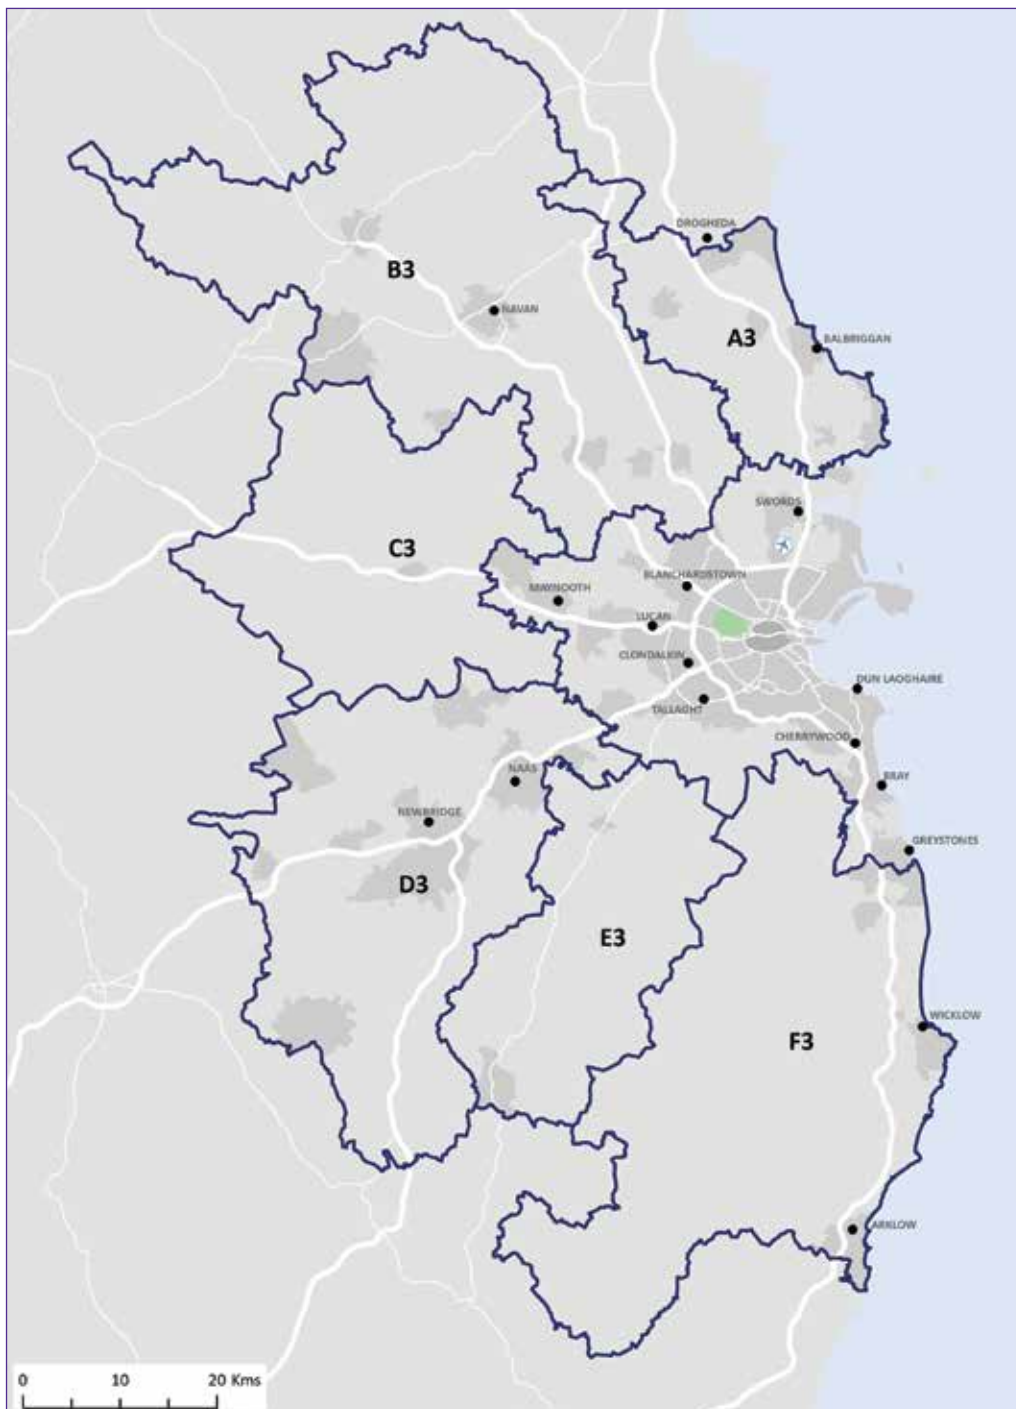 DROGHEDA
B3
NAVAN
A3
BALBRIGGAN
SWORDS
C3
BLANCHARDSTOWN
MAYNOOTH
LUCAN
CLONDALKIN
DUN LAOGHAIRE
TALLAGHT
CHERRYWOOD
NAAS
BRAY
NEWBRIDGE
GREYSTONES
D3
E3
WICKLOW
F3
ARKLOW
0 10 20 Kms